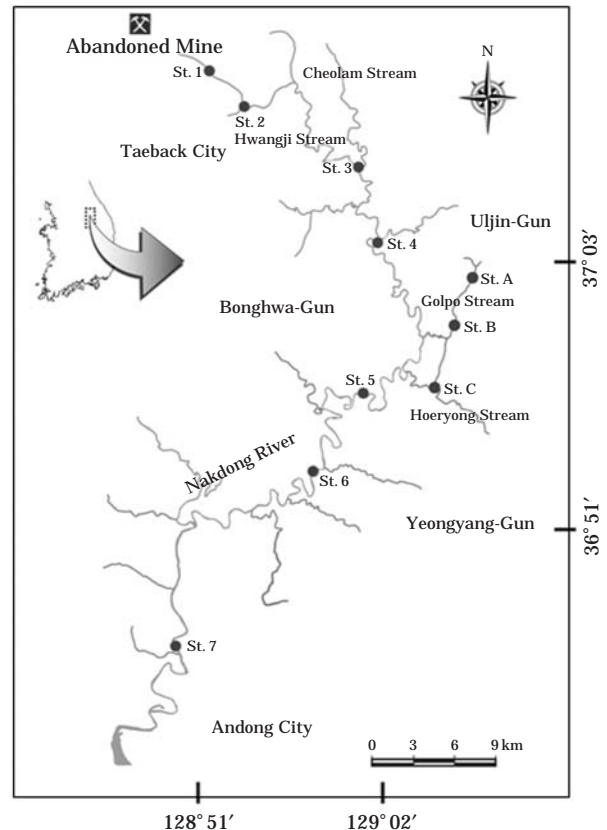 Abandoned Mine
N
St. 1
Cheolam Stream
St. 2
Hwangji Stream
Taeback City
St. 3
Uljin-Gun
St. 4
37° 03′
St. A
Golpo Stream
Bonghwa-Gun
St. B
St. 5
St. C
Hoeryong Stream
Nakdong River
St. 6
Yeongyang-Gun
36° 51′
St. 7
Andong City
0 3 6 9 km
128° 51′ 129° 02′